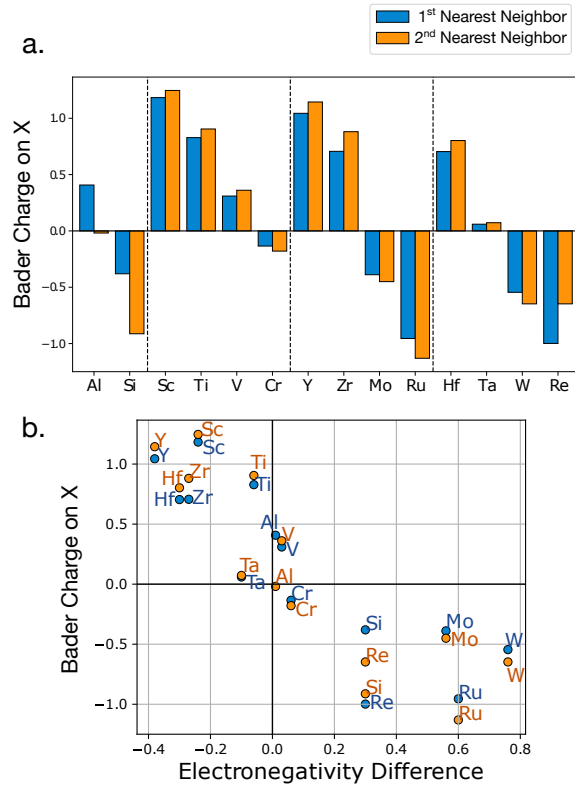 a.
1st Nearest Neighbor
2nd Nearest Neighbor
Bader Charge on X
1.0
0.5
0.0
−0.5
−1.0
Al Si Sc Ti V Cr Y Zr Mo Ru Hf Ta W Re
b.
Bader Charge on X
1.0
0.5
0.0
−0.5
−1.0
Y
Y
Sc
Sc
Hf
Hf
Zr
Zr
Ti
Ti
Al
V
V
Ta
Ta
Al
Cr
Cr
Si
Re
Si
Re
Mo
Mo
Ru
Ru
W
W
−0.4 −0.2 0.0 0.2 0.4 0.6 0.8
Electronegativity Difference